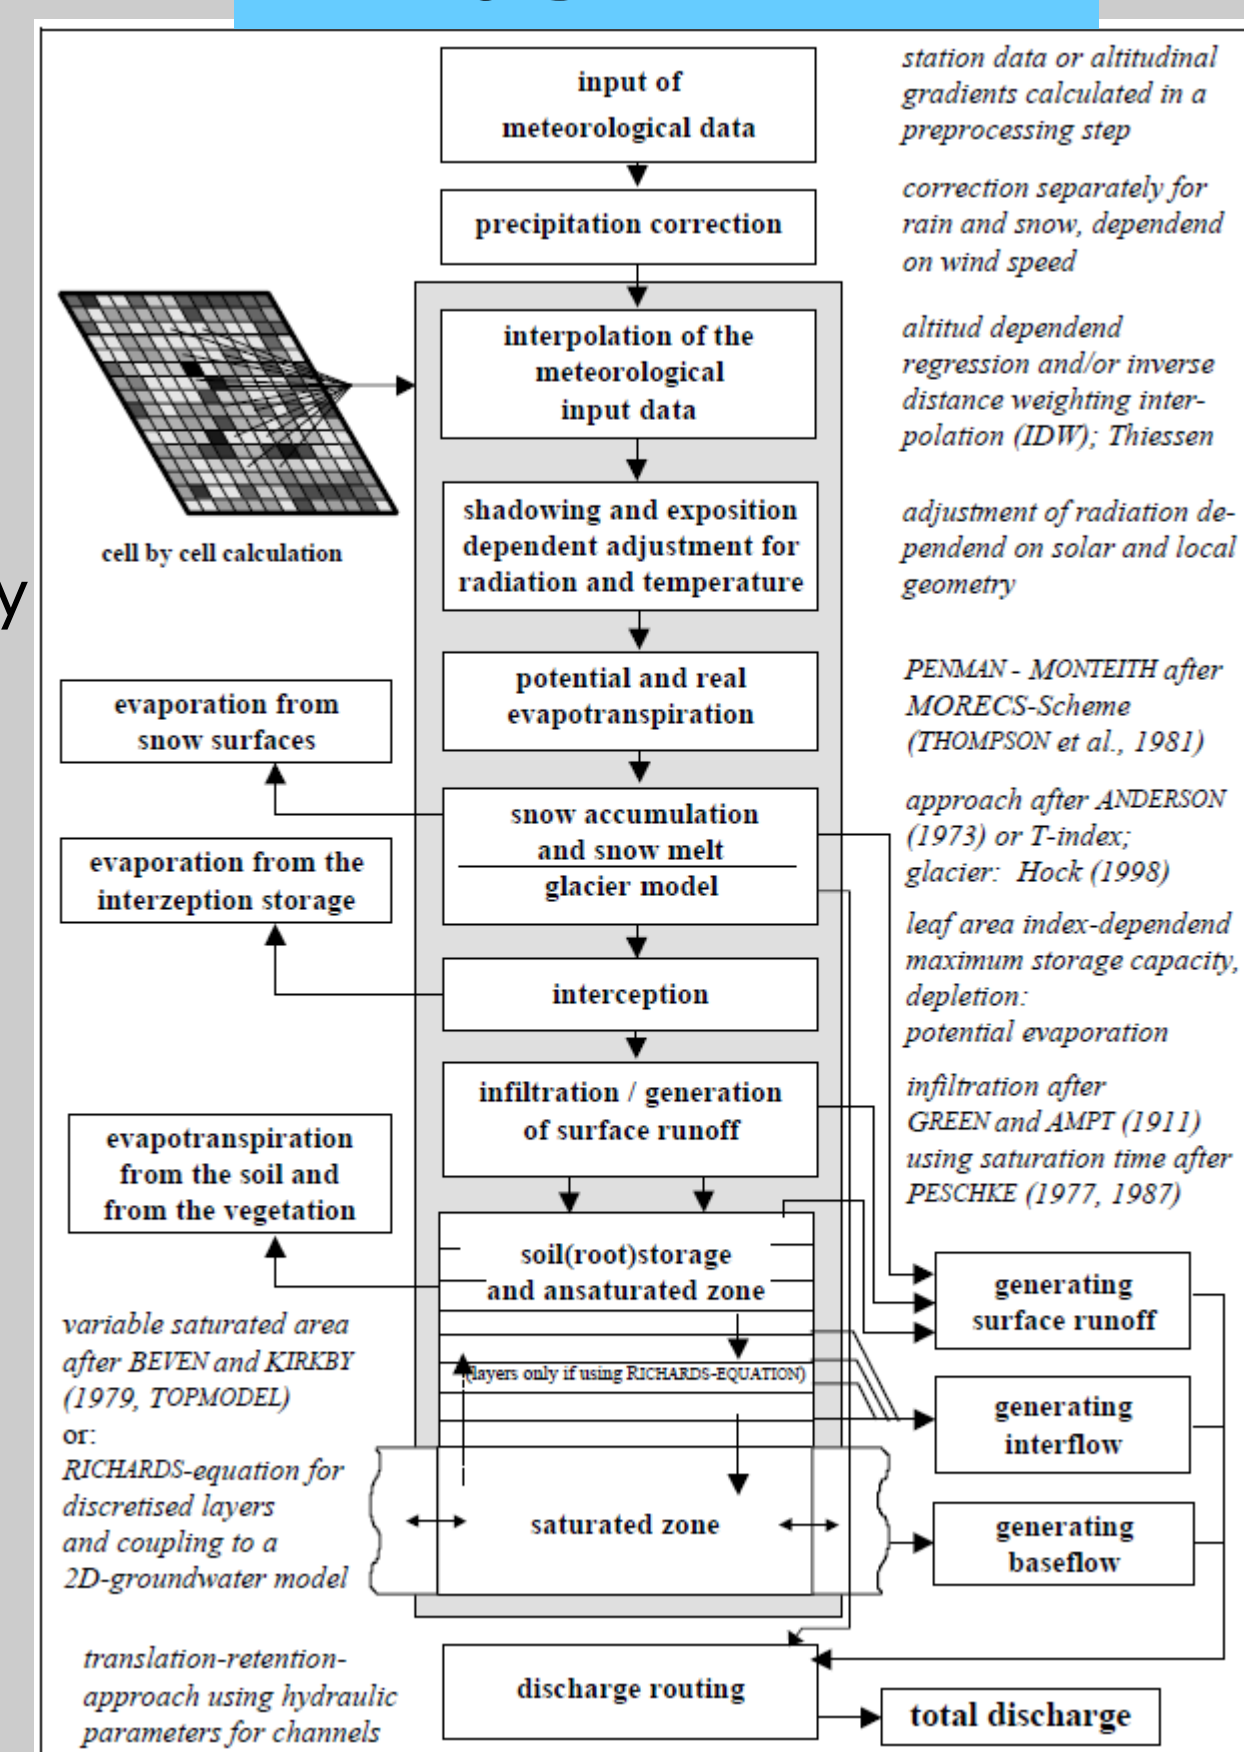 input of
meteorological data
station data or altitudinal
gradients calculated in a
preprocessing step
precipitation correction
correction separately for
rain and snow, dependend
on wind speed
interpolation of the
meteorological
input data
altitud dependend
regression and/or inverse
distance weighting inter-
polation (IDW); Thiessen
cell by cell calculation
shadowing and exposition
dependent adjustment for
radiation and temperature
adjustment of radiation de-
pendend on solar and local
geometry
y
potential and real
evapotranspiration
PENMAN - MONTEITH after
MORECS-Scheme
(THOMPSON et al., 1981)
evaporation from
snow surfaces
snow accumulation
and snow melt
glacier model
approach after ANDERSON
(1973) or T-index;
glacier: Hock (1998)
evaporation from the
interzeption storage
interception
leaf area index-dependend
maximum storage capacity,
depletion:
potential evaporation
infiltration / generation
of surface runoff
infiltration after
GREEN and AMPT (1911)
using saturation time after
PESCHKE (1977, 1987)
evapotranspiration
from the soil and
from the vegetation
soil(root)storage
and ansaturated zone
(layers only if using RICHARDS-EQUATION)
generating
surface runoff
variable saturated area
after BEVEN and KIRKBY
(1979, TOPMODEL)
or:
RICHARDS-equation for
discretised layers
and coupling to a
2D-groundwater model
generating
interflow
saturated zone
generating
baseflow
translation-retention-
approach using hydraulic
parameters for channels
discharge routing
total discharge